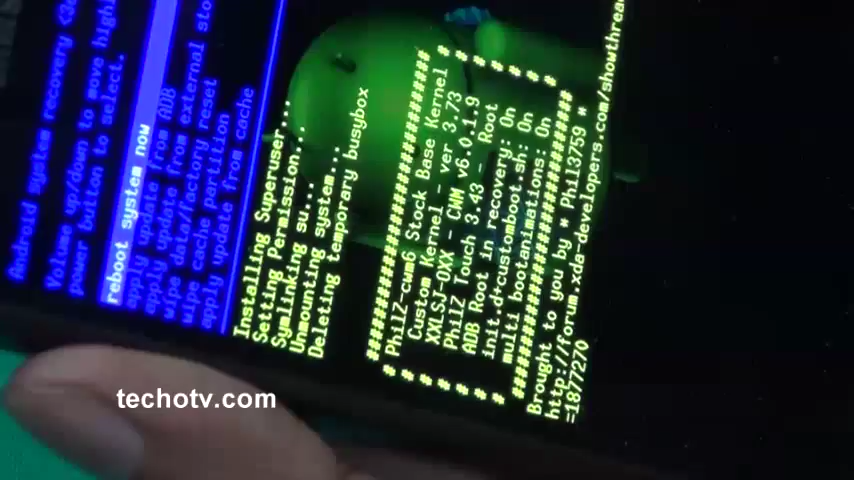 Android system recovery <3e
Volume up/down to move highl
power button to select.
reboot system now
apply update from ADB
apply update from external sto
wipe data/factory reset
wipe cache partition
apply update from cache
Installing Superuser...
Setting Permission...
Symlinking su...
Unmounting system...
Deleting temporary busybox
####################
* PhilZ-cwm6 Stock Base Kernel *
* Custom Kernel - ver 3.73 *
* XXLSJ-OXX - CWM v6.0.1.9 *
* PhilZ Touch 3.43 - Root *
* ADB Root in recovery: On *
* init.d+customboot.sh: On *
* multi bootanimations: On *
####################
Brought to you by * Phil3759 *
http://forum.xda-developers.com/showthread
=1877270
techotv.com